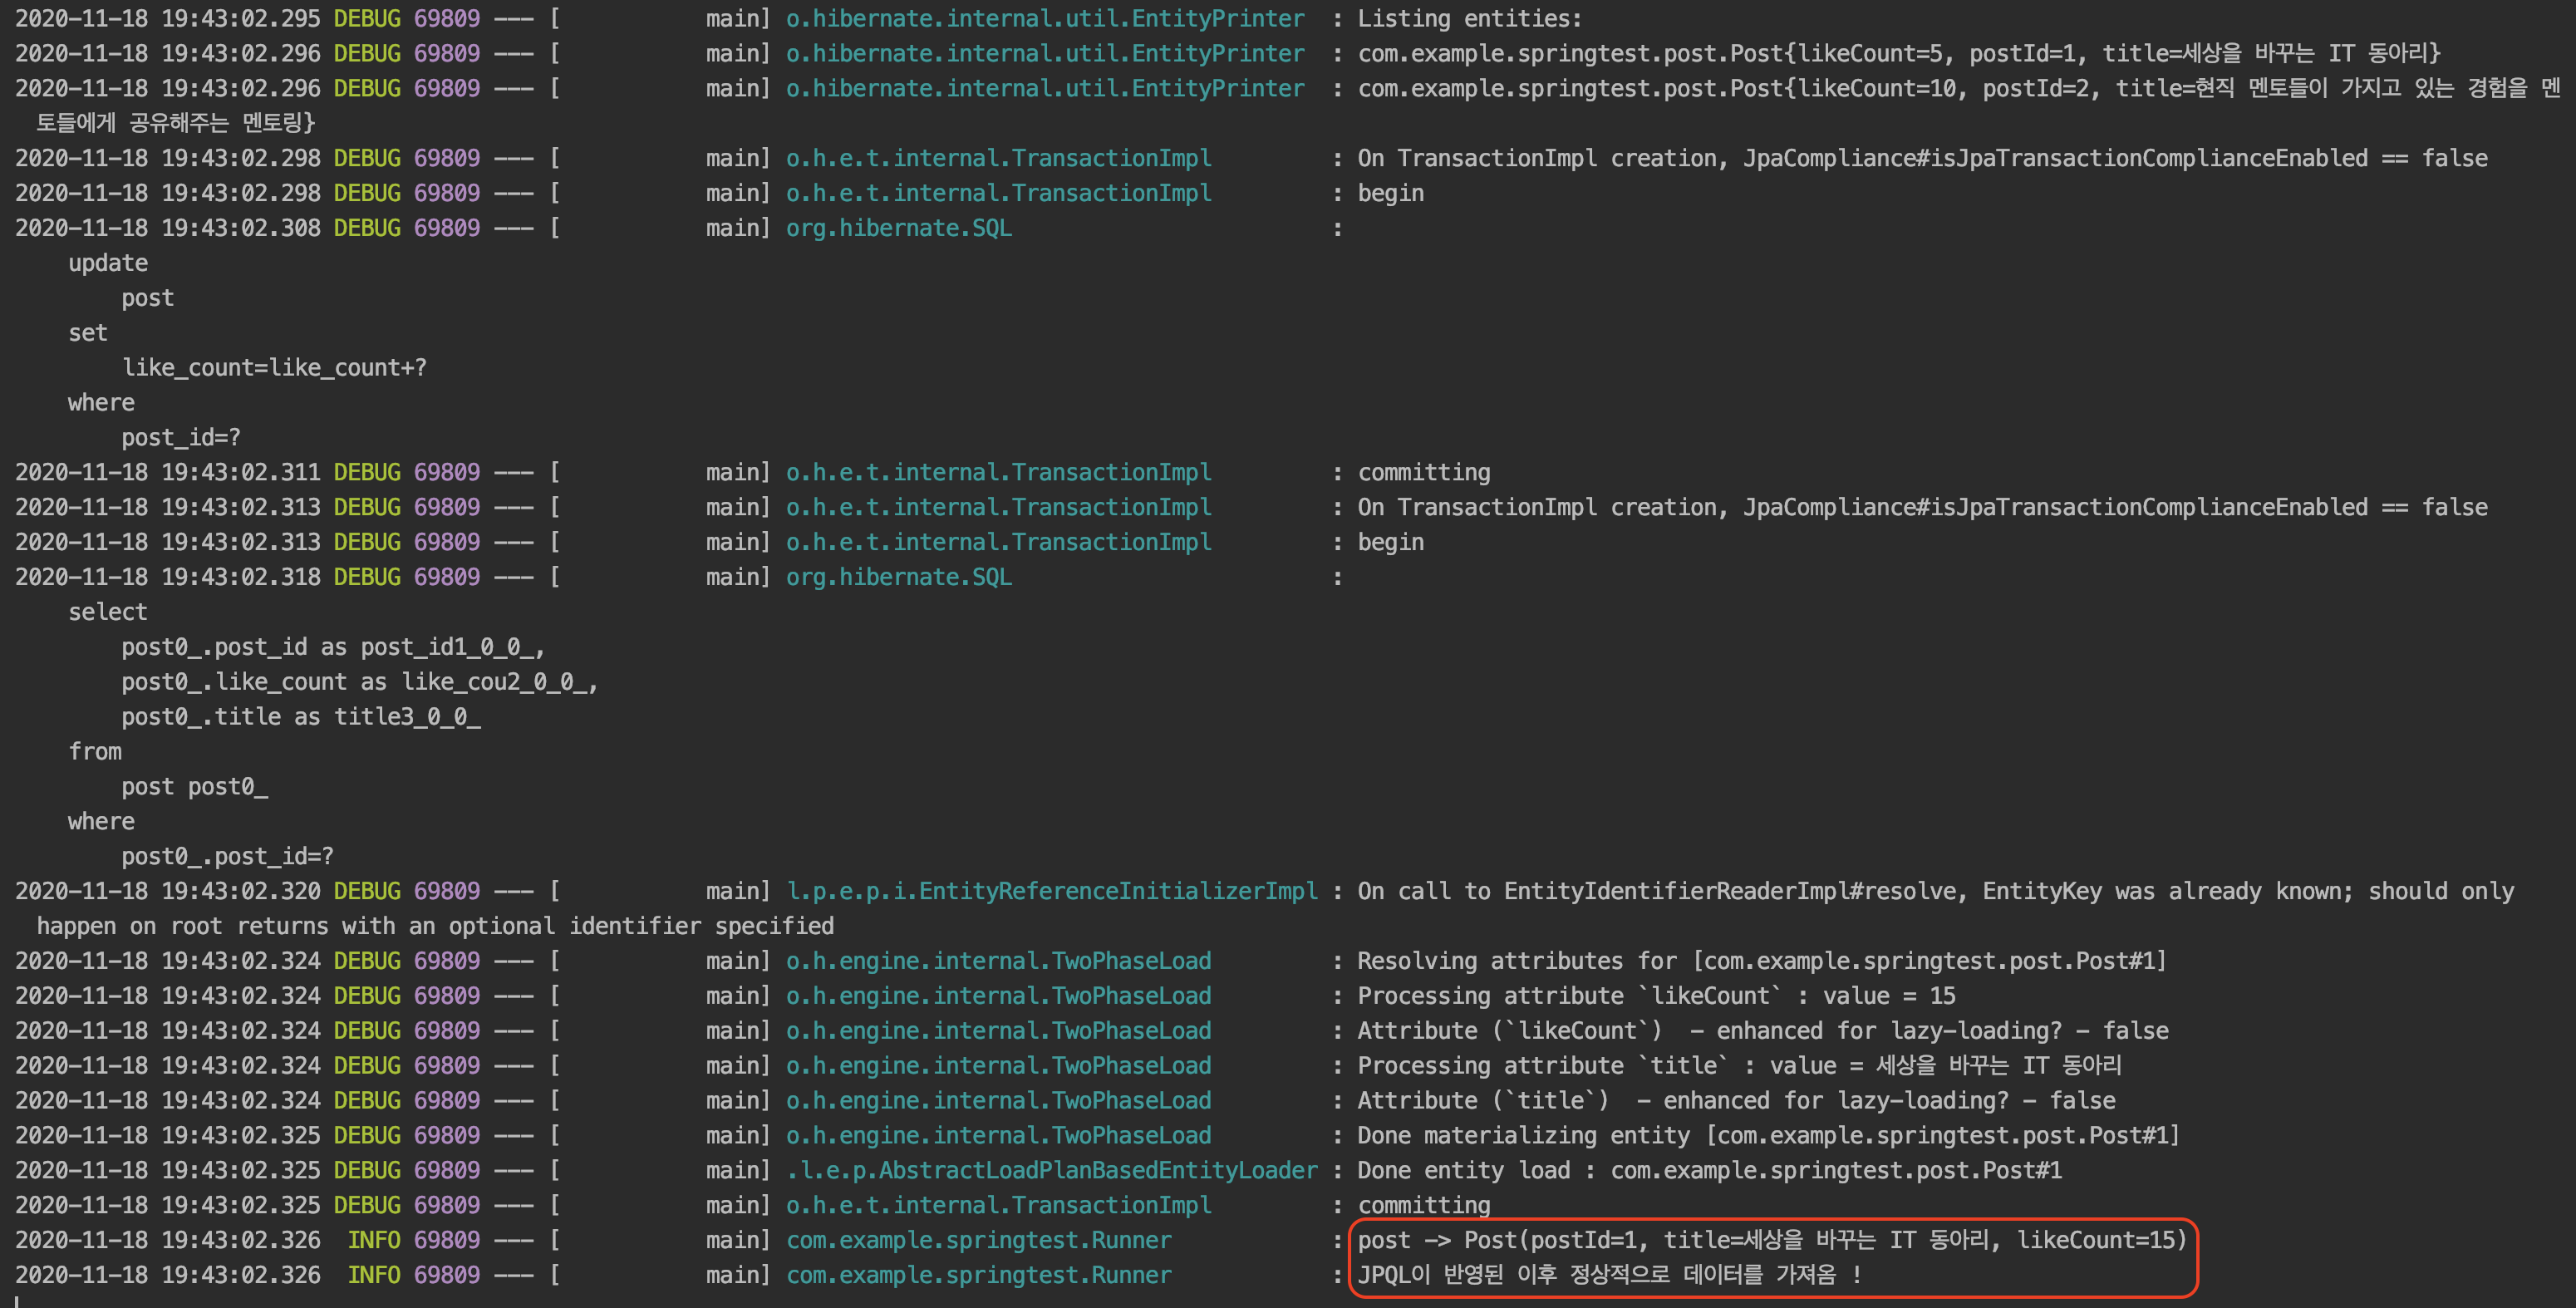 2020-11-18 19:43:02.295 DEBUG 69809 --- [           main] o.hibernate.internal.util.EntityPrinter  : Listing entities:
2020-11-18 19:43:02.296 DEBUG 69809 --- [           main] o.hibernate.internal.util.EntityPrinter  : com.example.springtest.post.Post{likeCount=5, postId=1, title=세상을 바꾸는 IT 동아리}
2020-11-18 19:43:02.296 DEBUG 69809 --- [           main] o.hibernate.internal.util.EntityPrinter  : com.example.springtest.post.Post{likeCount=10, postId=2, title=현직 멘토들이 가지고 있는 경험을 멘
토들에게 공유해주는 멘토링}
2020-11-18 19:43:02.298 DEBUG 69809 --- [           main] o.h.e.t.internal.TransactionImpl         : On TransactionImpl creation, JpaCompliance#isJpaTransactionComplianceEnabled == false
2020-11-18 19:43:02.298 DEBUG 69809 --- [           main] o.h.e.t.internal.TransactionImpl         : begin
2020-11-18 19:43:02.308 DEBUG 69809 --- [           main] org.hibernate.SQL                        :
    update
        post
    set
        like_count=like_count+?
    where
        post_id=?
2020-11-18 19:43:02.311 DEBUG 69809 --- [           main] o.h.e.t.internal.TransactionImpl         : committing
2020-11-18 19:43:02.313 DEBUG 69809 --- [           main] o.h.e.t.internal.TransactionImpl         : On TransactionImpl creation, JpaCompliance#isJpaTransactionComplianceEnabled == false
2020-11-18 19:43:02.313 DEBUG 69809 --- [           main] o.h.e.t.internal.TransactionImpl         : begin
2020-11-18 19:43:02.318 DEBUG 69809 --- [           main] org.hibernate.SQL                        :
    select
        post0_.post_id as post_id1_0_0_,
        post0_.like_count as like_cou2_0_0_,
        post0_.title as title3_0_0_
    from
        post post0_
    where
        post0_.post_id=?
2020-11-18 19:43:02.320 DEBUG 69809 --- [           main] l.p.e.p.i.EntityReferenceInitializerImpl : On call to EntityIdentifierReaderImpl#resolve, EntityKey was already known; should only
happen on root returns with an optional identifier specified
2020-11-18 19:43:02.324 DEBUG 69809 --- [           main] o.h.engine.internal.TwoPhaseLoad         : Resolving attributes for [com.example.springtest.post.Post#1]
2020-11-18 19:43:02.324 DEBUG 69809 --- [           main] o.h.engine.internal.TwoPhaseLoad         : Processing attribute `likeCount` : value = 15
2020-11-18 19:43:02.324 DEBUG 69809 --- [           main] o.h.engine.internal.TwoPhaseLoad         : Attribute (`likeCount`)  - enhanced for lazy-loading? - false
2020-11-18 19:43:02.324 DEBUG 69809 --- [           main] o.h.engine.internal.TwoPhaseLoad         : Processing attribute `title` : value = 세상을 바꾸는 IT 동아리
2020-11-18 19:43:02.324 DEBUG 69809 --- [           main] o.h.engine.internal.TwoPhaseLoad         : Attribute (`title`)  - enhanced for lazy-loading? - false
2020-11-18 19:43:02.325 DEBUG 69809 --- [           main] o.h.engine.internal.TwoPhaseLoad         : Done materializing entity [com.example.springtest.post.Post#1]
2020-11-18 19:43:02.325 DEBUG 69809 --- [           main] .l.e.p.AbstractLoadPlanBasedEntityLoader : Done entity load : com.example.springtest.post.Post#1
2020-11-18 19:43:02.325 DEBUG 69809 --- [           main] o.h.e.t.internal.TransactionImpl         : committing
2020-11-18 19:43:02.326  INFO 69809 --- [           main] com.example.springtest.Runner            : post -> Post(postId=1, title=세상을 바꾸는 IT 동아리, likeCount=15)
2020-11-18 19:43:02.326  INFO 69809 --- [           main] com.example.springtest.Runner            : JPQL이 반영된 이후 정상적으로 데이터를 가져옴 !